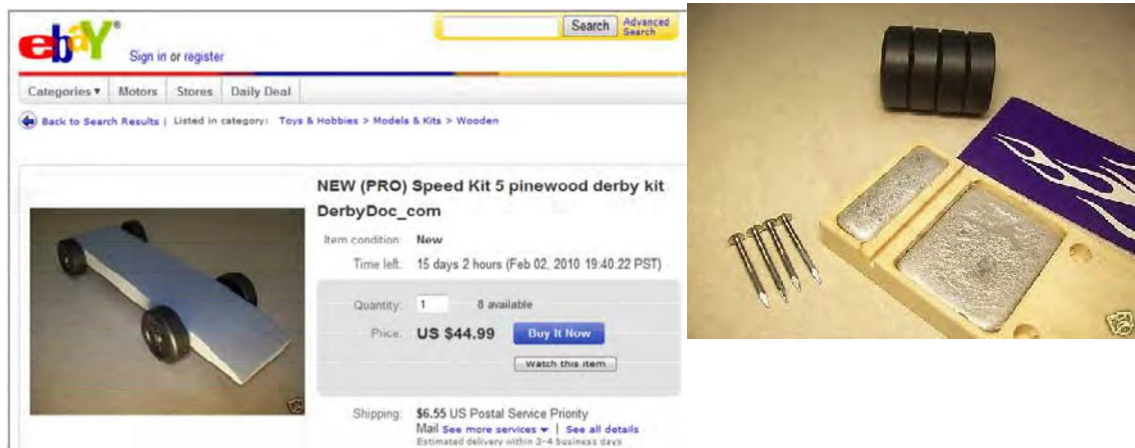 Search
Advanced
Search
ebaY®
Sign in or register
Categories▼ Motors Stores Daily Deal
Back to Search Results | Listed in category: Toys & Hobbies > Models & Kits > Wooden
NEW (PRO) Speed Kit 5 pinewood derby kit
DerbyDoc_com
Item condition: New
Time left: 15 days 2 hours (Feb 02, 2010 19:40:22 PST)
Quantity: 1 8 available
Price: US $44.99 Buy It Now
Watch this item
Shipping: $6.55 US Postal Service Priority
Mail See more services ▼ | See all details
Estimated delivery within 3-4 business days